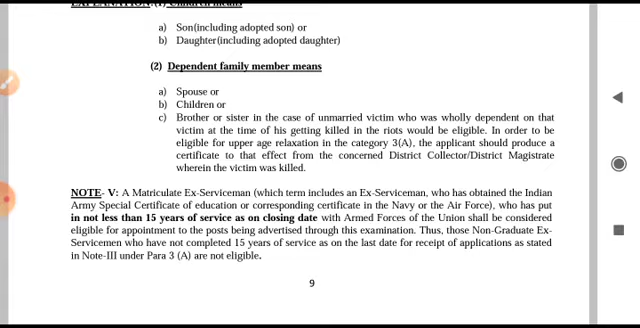 EXPLANATION: (1) Children means
a) Son(including adopted son) or
b) Daughter(including adopted daughter)
(2) Dependent family member means
a) Spouse or
b) Children or
c) Brother or sister in the case of unmarried victim who was wholly dependent on that
victim at the time of his getting killed in the riots would be eligible. In order to be
eligible for upper age relaxation in the category 3(A), the applicant should produce a
certificate to that effect from the concerned District Collector/District Magistrate
wherein the victim was killed.
NOTE- V: A Matriculate Ex-Serviceman (which term includes an Ex-Serviceman, who has obtained the Indian
Army Special Certificate of education or corresponding certificate in the Navy or the Air Force), who has put
in not less than 15 years of service as on closing date with Armed Forces of the Union shall be considered
eligible for appointment to the posts being advertised through this examination. Thus, those Non-Graduate Ex-
Servicemen who have not completed 15 years of service as on the last date for receipt of applications as stated
in Note-III under Para 3 (A) are not eligible.
9